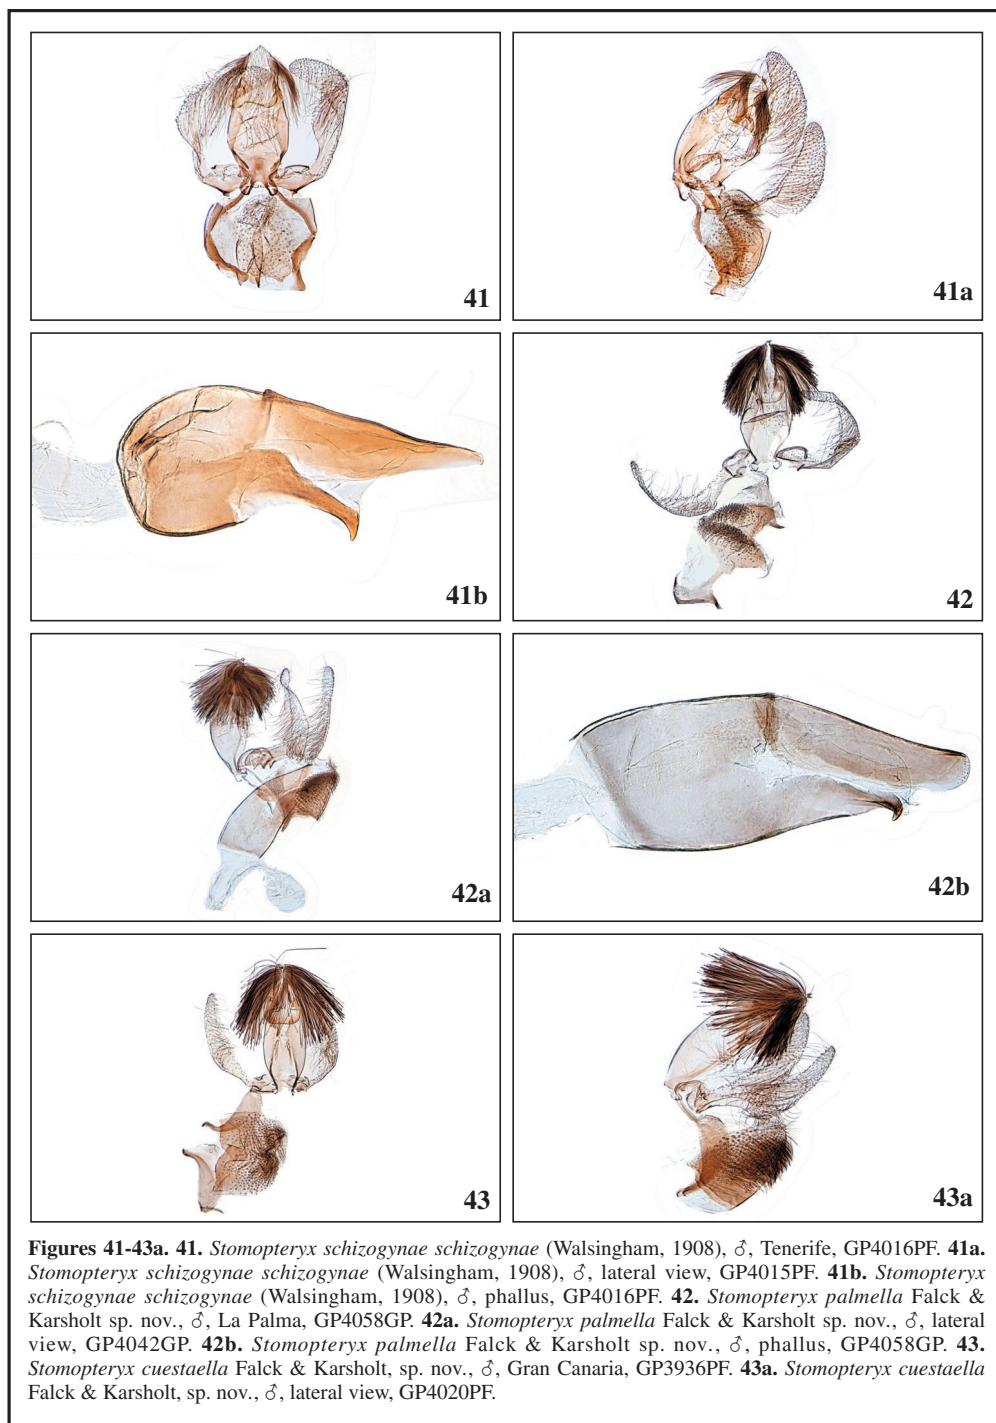 41
41a
41b
42
42a
42b
43
43a
Figures 41-43a. 41. Stomopteryx schizogynae schizogynae (Walsingham, 1908), ♂, Tenerife, GP4016PF. 41a.
Stomopteryx schizogynae schizogynae (Walsingham, 1908), ♂, lateral view, GP4015PF. 41b. Stomopteryx
schizogynae schizogynae (Walsingham, 1908), ♂, phallus, GP4016PF. 42. Stomopteryx palmella Falck &
Karsholt sp. nov., ♂, La Palma, GP4058GP. 42a. Stomopteryx palmella Falck & Karsholt sp. nov., ♂, lateral
view, GP4042GP. 42b. Stomopteryx palmella Falck & Karsholt sp. nov., ♂, phallus, GP4058GP. 43.
Stomopteryx cuestaella Falck & Karsholt, sp. nov., ♂, Gran Canaria, GP3936PF. 43a. Stomopteryx cuestaella
Falck & Karsholt, sp. nov., ♂, lateral view, GP4020PF.